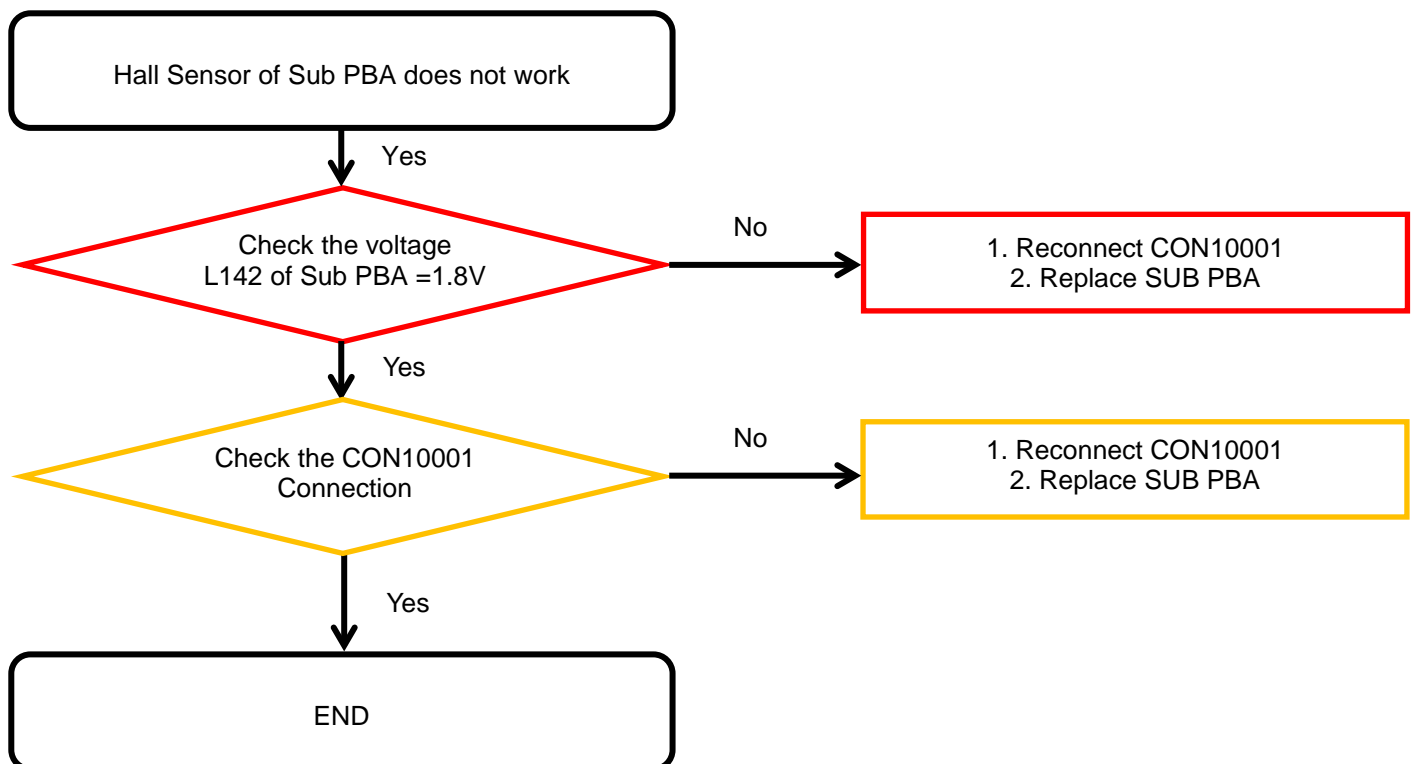 Hall Sensor of Sub PBA does not work
Yes
Check the voltage
L142 of Sub PBA =1.8V
No
1. Reconnect CON10001
2. Replace SUB PBA
Yes
Check the CON10001
Connection
No
1. Reconnect CON10001
2. Replace SUB PBA
Yes
END